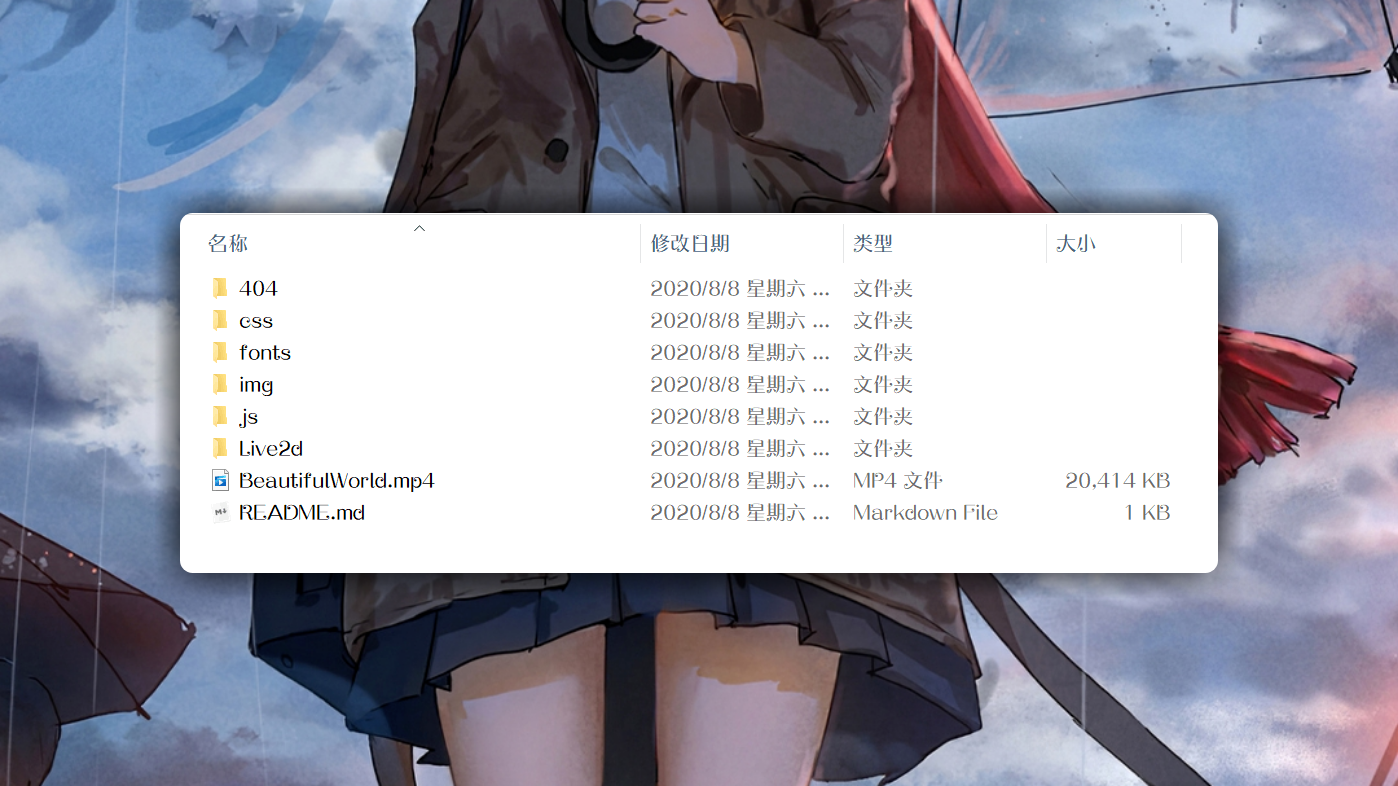 名称 修改日期 类型 大小
404 2020/8/8 星期六 ... 文件夹
css 2020/8/8 星期六 ... 文件夹
fonts 2020/8/8 星期六 ... 文件夹
img 2020/8/8 星期六 ... 文件夹
js 2020/8/8 星期六 ... 文件夹
Live2d 2020/8/8 星期六 ... 文件夹
BeautifulWorld.mp4 2020/8/8 星期六 ... MP4 文件 20,414 KB
README.md 2020/8/8 星期六 ... Markdown File 1 KB